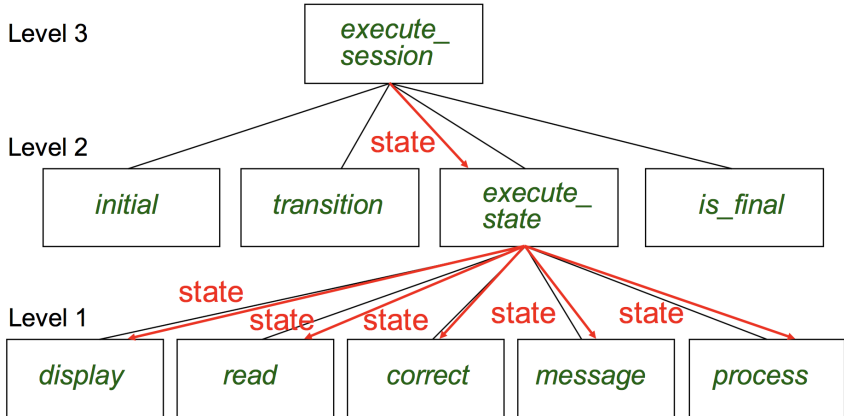 Level 3
execute_
session
state
Level 2
initial
transition
execute_
state
is_final
state
state
state
state
state
Level 1
display
read
correct
message
process